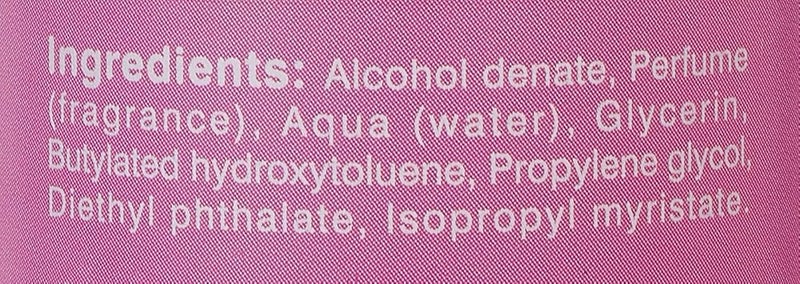 Ingredients: Alcohol denate, Perfume
(fragrance), Aqua (water), Glycerin,
Butylated hydroxytoluene, Propylene glycol,
Diethyl phthalate, Isopropyl myristate.